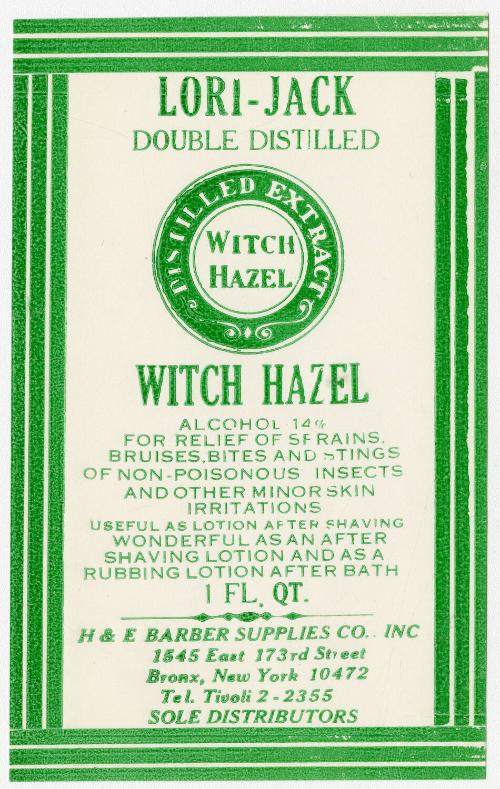 LORI-JACK
DOUBLE DISTILLED
DISTILLED EXTRACT
WITCH
HAZEL
WITCH HAZEL
ALCOHOL 14%
FOR RELIEF OF SPRAINS.
BRUISES, BITES AND STINGS
OF NON-POISONOUS INSECTS
AND OTHER MINOR SKIN
IRRITATIONS
USEFUL AS LOTION AFTER SHAVING
WONDERFUL AS AN AFTER
SHAVING LOTION AND AS A
RUBBING LOTION AFTER BATH
1 FL. QT.
H & E BARBER SUPPLIES CO. INC
1545 East 173rd Street
Bronx, New York 10472
Tel. Tivoli 2-2355
SOLE DISTRIBUTORS